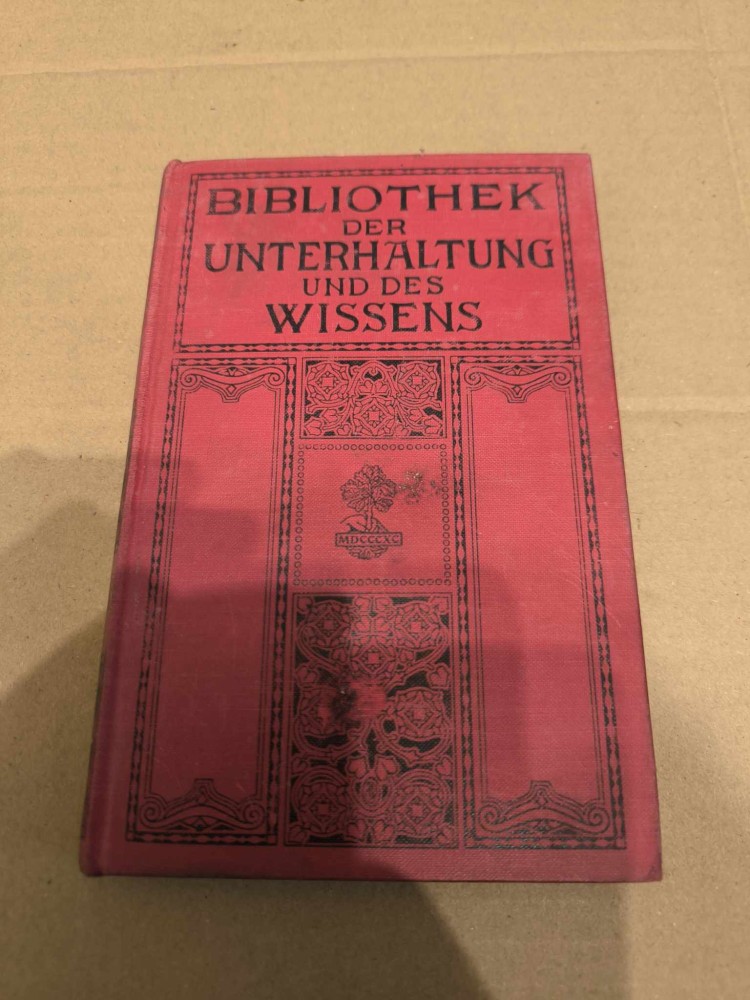 BIBLIOTHEK
DER
UNTERHALTUNG
UND DES
WISSENS
MDCCCXC